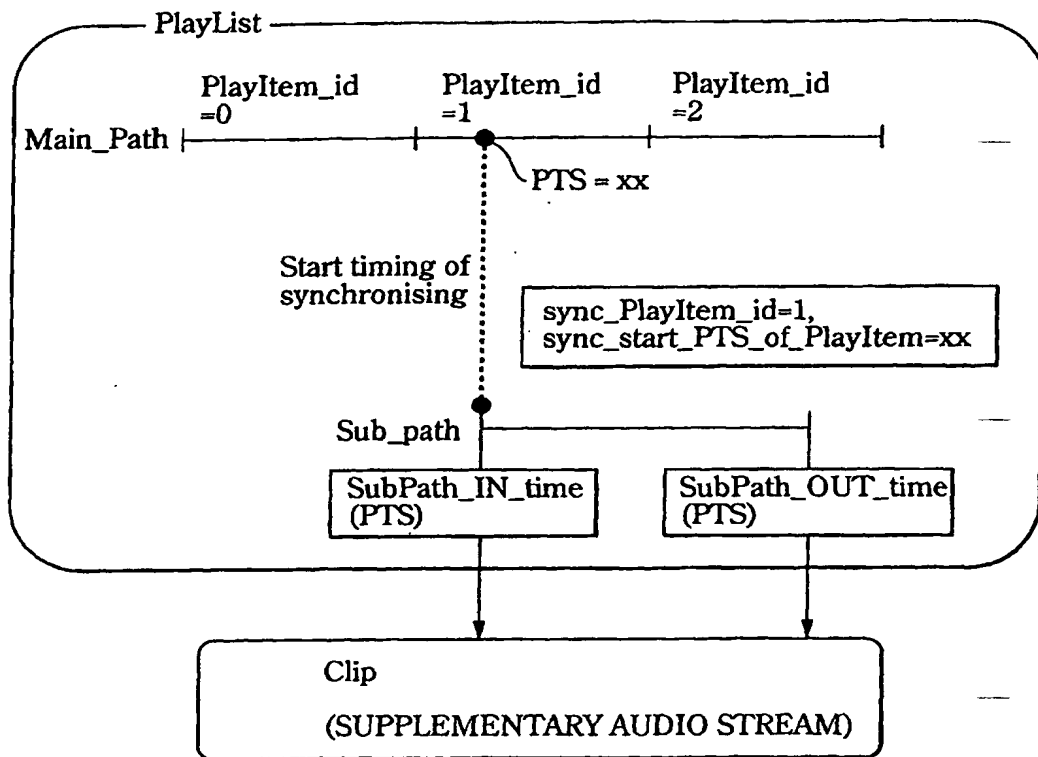 PlayList
PlayItem_id
=0
PlayItem_id
=1
PlayItem_id
=2
Main_Path
PTS = xx
Start timing of
synchronising
sync_PlayItem_id=1,
sync_start_PTS_of_PlayItem=xx
Sub_path
SubPath_IN_time
(PTS)
SubPath_OUT_time
(PTS)
Clip
(SUPPLEMENTARY AUDIO STREAM)